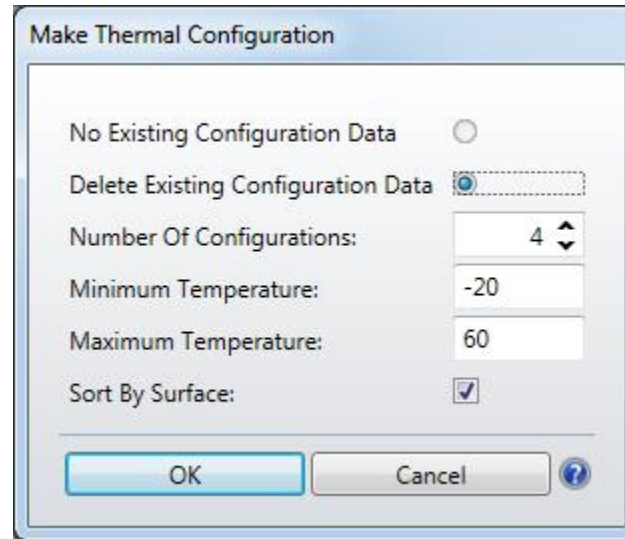 Make Thermal Configuration
No Existing Configuration Data
Delete Existing Configuration Data
Number Of Configurations: 4
Minimum Temperature: -20
Maximum Temperature: 60
Sort By Surface:
OK Cancel ?